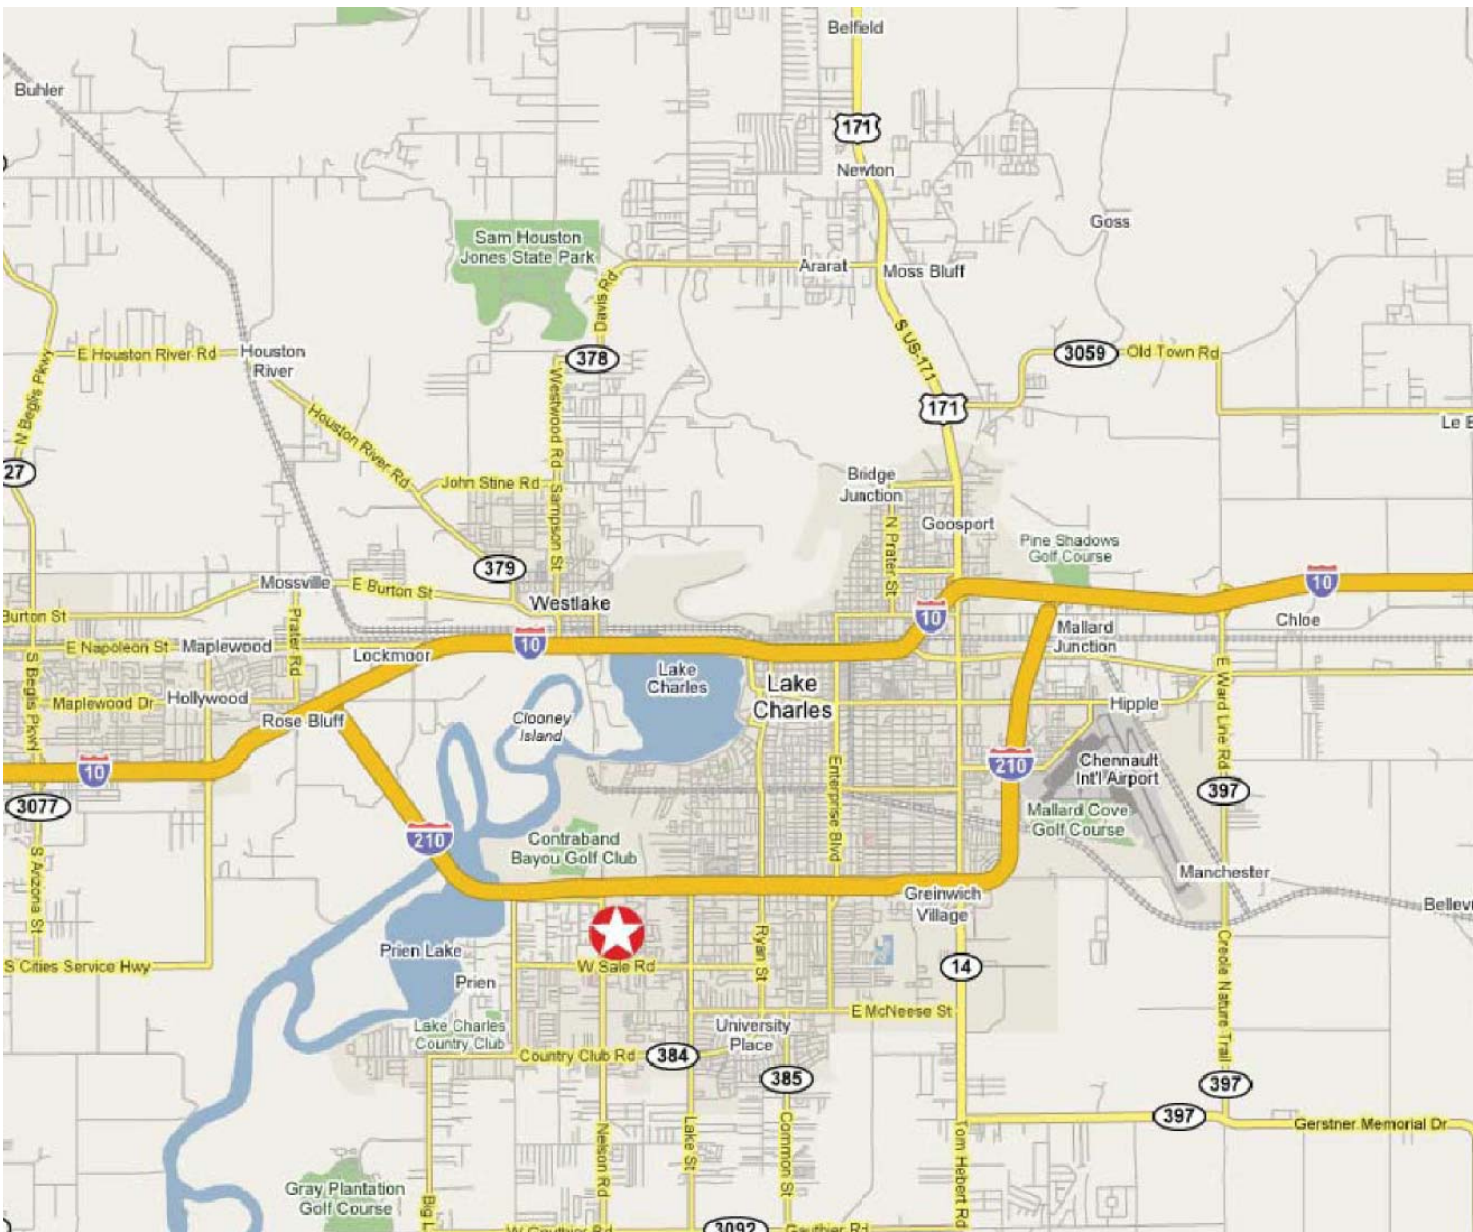 Belfield
Buhler
171
Newton
Goss
Sam Houston
Jones State Park
Ararat
Moss Bluff
Davis Rd
S US-171
E Houston River Rd
Houston
River
378
3059
Old Town Rd
N Beglis Pkwy
Westwood Rd
171
Houston River Rd
27
John Stine Rd
Sampson St
Bridge
Junction
N Prater St
Goosport
Pine Shadows
Golf Course
379
Mossville
E Burton St
Westlake
10
10
Chloe
Burton St
Prater Rd
E Napoleon St
Maplewood
Lockmoor
10
Mallard
Junction
S Beglis Pkwy
Maplewood Dr
Hollywood
Rose Bluff
Lake
Charles
Lake
Charles
Clooney
Island
Hipple
E Ward Line Rd
10
210
Chennault
Int'l Airport
3077
Enterprise Blvd
397
210
Contraband
Bayou Golf Club
Mallard Cove
Golf Course
S Arizona St
Manchester
Greinwich
Village
Prien Lake
Ryan St
W Sale Rd
14
S Cities Service Hwy
Prien
Creole Nature Trail
E McNeese St
Lake Charles
Country Club
University
Place
Country Club Rd
384
385
397
397
Gerstner Memorial Dr
Nelson Rd
Lake St
Common St
Tom Hebert Rd
Gray Plantation
Golf Course
3092
Gauthier Rd